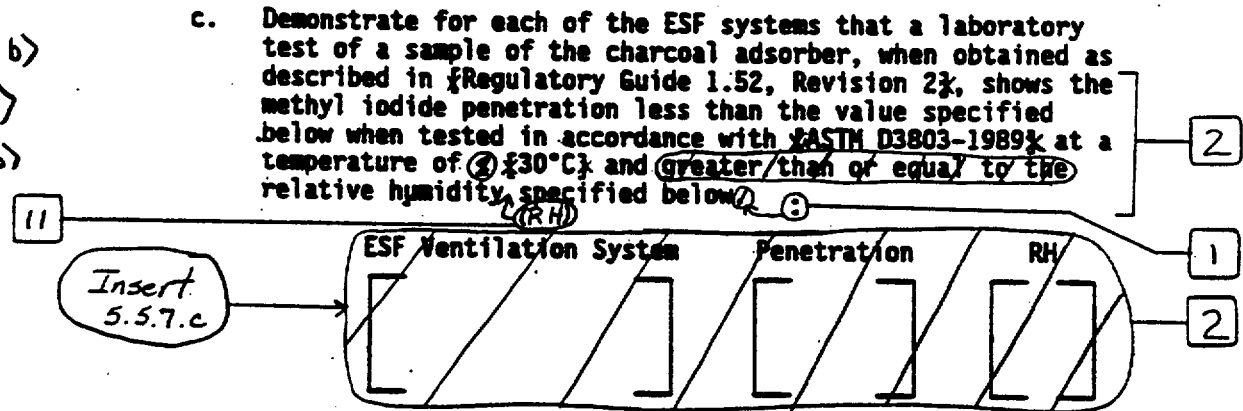 c. Demonstrate for each of the ESF systems that a laboratory
b) test of a sample of the charcoal adsorber, when obtained as
described in [Regulatory Guide 1.52, Revision 2], shows the
methyl iodide penetration less than the value specified
below when tested in accordance with [ASTM D3803-1989] at a
2
temperature of [30°C] and greater than or equal to the
relative humidity specified below :
11
(RH)
ESF Ventilation System Penetration RH
1
Insert
5.5.7.c
2